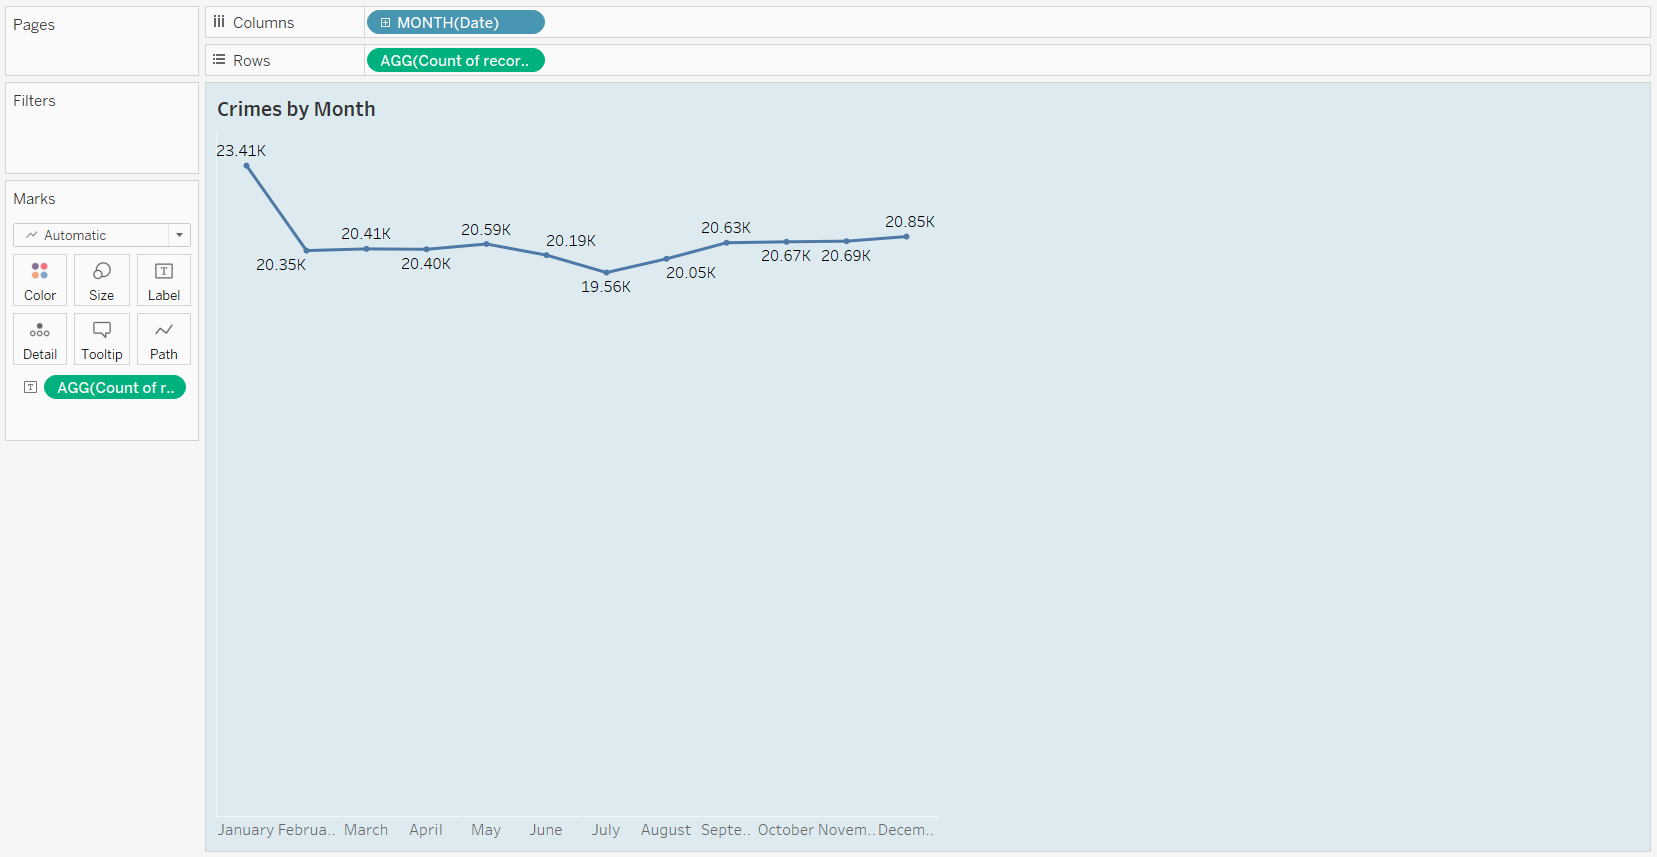 Pages
Columns
MONTH(Date)
Rows
AGG(Count of recor..
Filters
Marks
Automatic
Color
Size
T
Label
Detail
Tooltip
Path
T
AGG(Count of r..
Crimes by Month
23.41K
20.35K
20.41K
20.40K
20.59K
20.19K
19.56K
20.05K
20.63K
20.67K
20.69K
20.85K
January
Februa..
March
April
May
June
July
August
Septe..
October
Novem..
Decem..